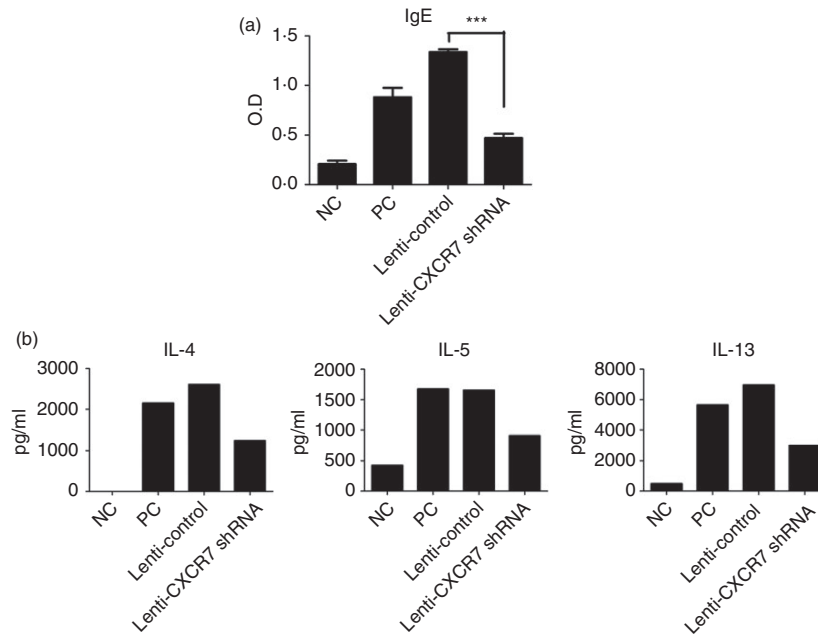 (a)
IgE
***
O.D
1·5
1·0
0·5
0·0
NC
PC
Lenti-control
Lenti-CXCR7 shRNA
(b)
IL-4
pg/ml
3000
2000
1000
0
NC
PC
Lenti-control
Lenti-CXCR7 shRNA
IL-5
pg/ml
2000
1500
1000
500
0
NC
PC
Lenti-control
Lenti-CXCR7 shRNA
IL-13
pg/ml
8000
6000
4000
2000
0
NC
PC
Lenti-control
Lenti-CXCR7 shRNA